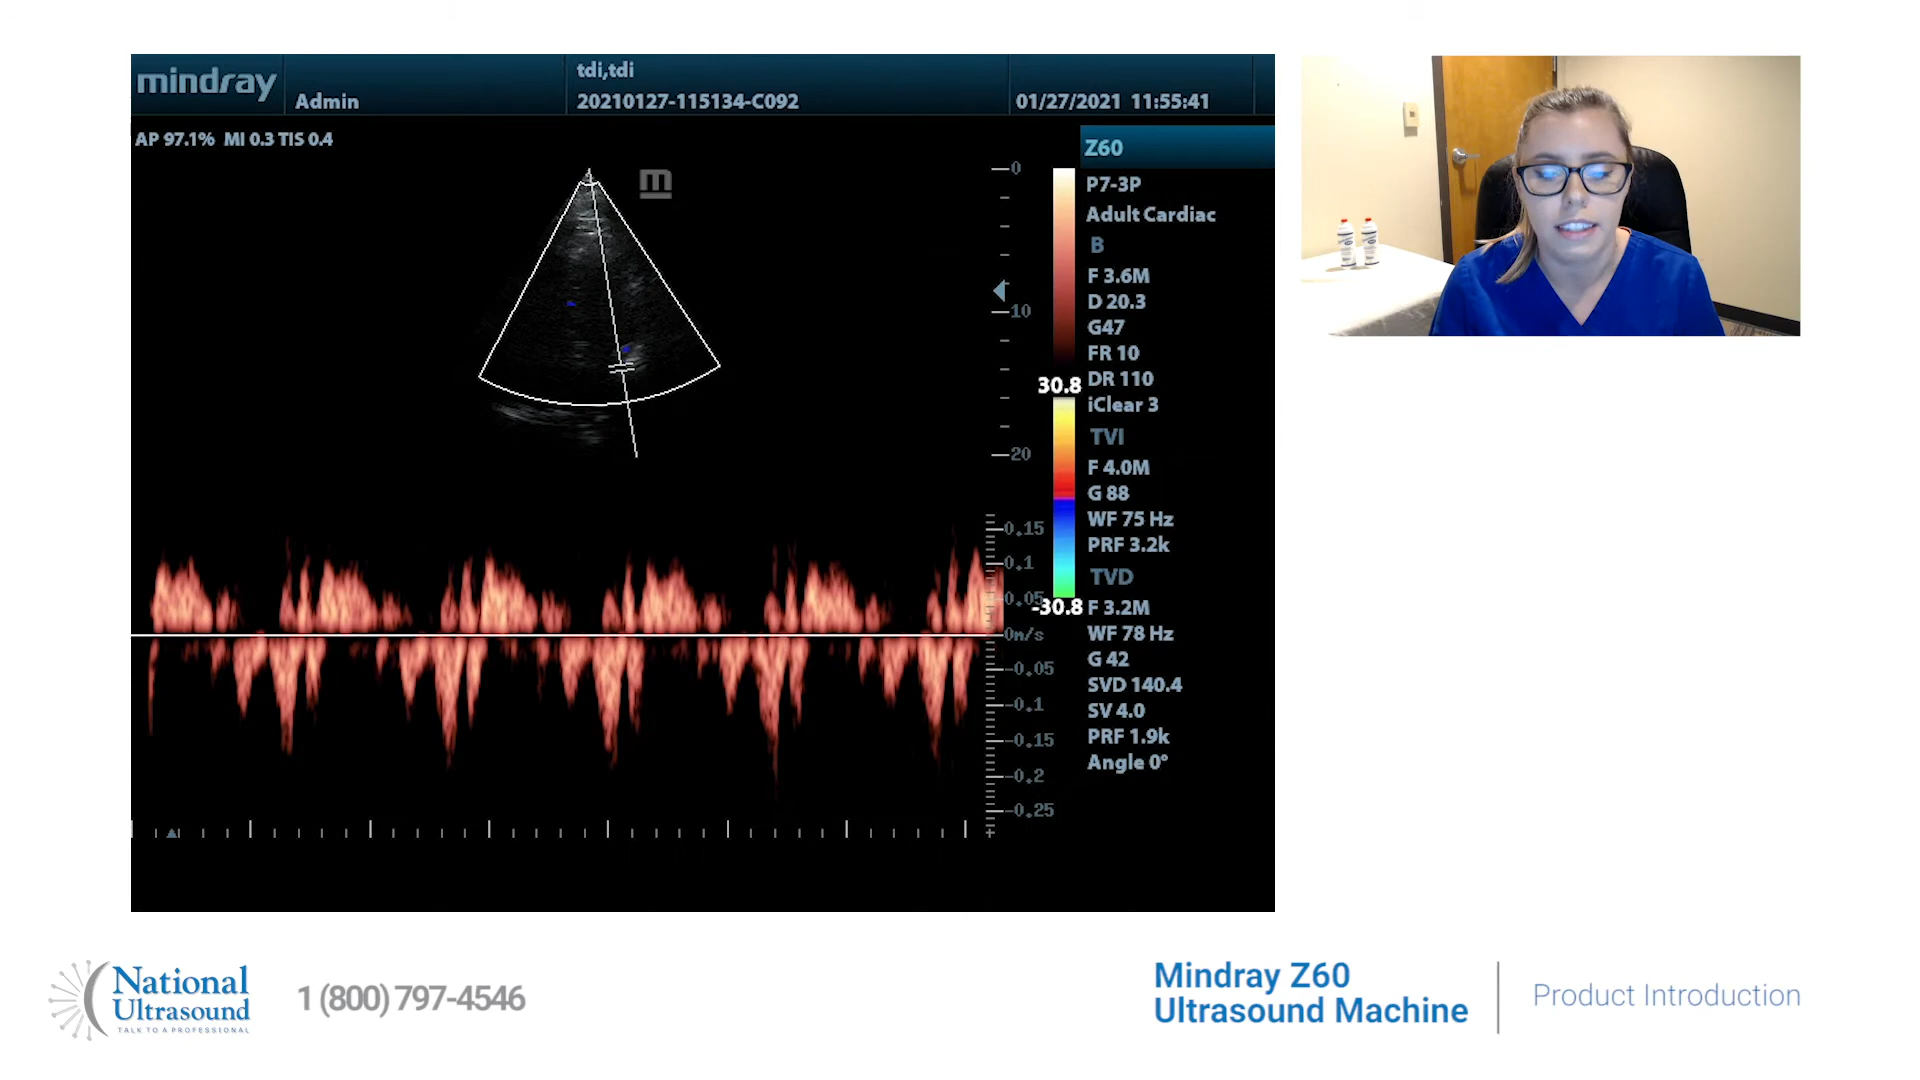 mindray
Admin
tdi,tdi
20210127-115134-C092
01/27/2021 11:55:41
AP 97.1% MI 0.3 TIS 0.4
m
Z60
P7-3P
Adult Cardiac
B
F 3.6M
D 20.3
G47
FR 10
DR 110
iClear 3
TVI
F 4.0M
G 88
WF 75 Hz
PRF 3.2k
TVD
F 3.2M
WF 78 Hz
G 42
SVD 140.4
SV 4.0
PRF 1.9k
Angle 0°
0
10
20
30.8
-30.8
0.15
0.1
0.05
0m/s
-0.05
-0.1
-0.15
-0.2
-0.25
National
Ultrasound
TALK TO A PROFESSIONAL
1 (800) 797-4546
Mindray Z60
Ultrasound Machine
Product Introduction